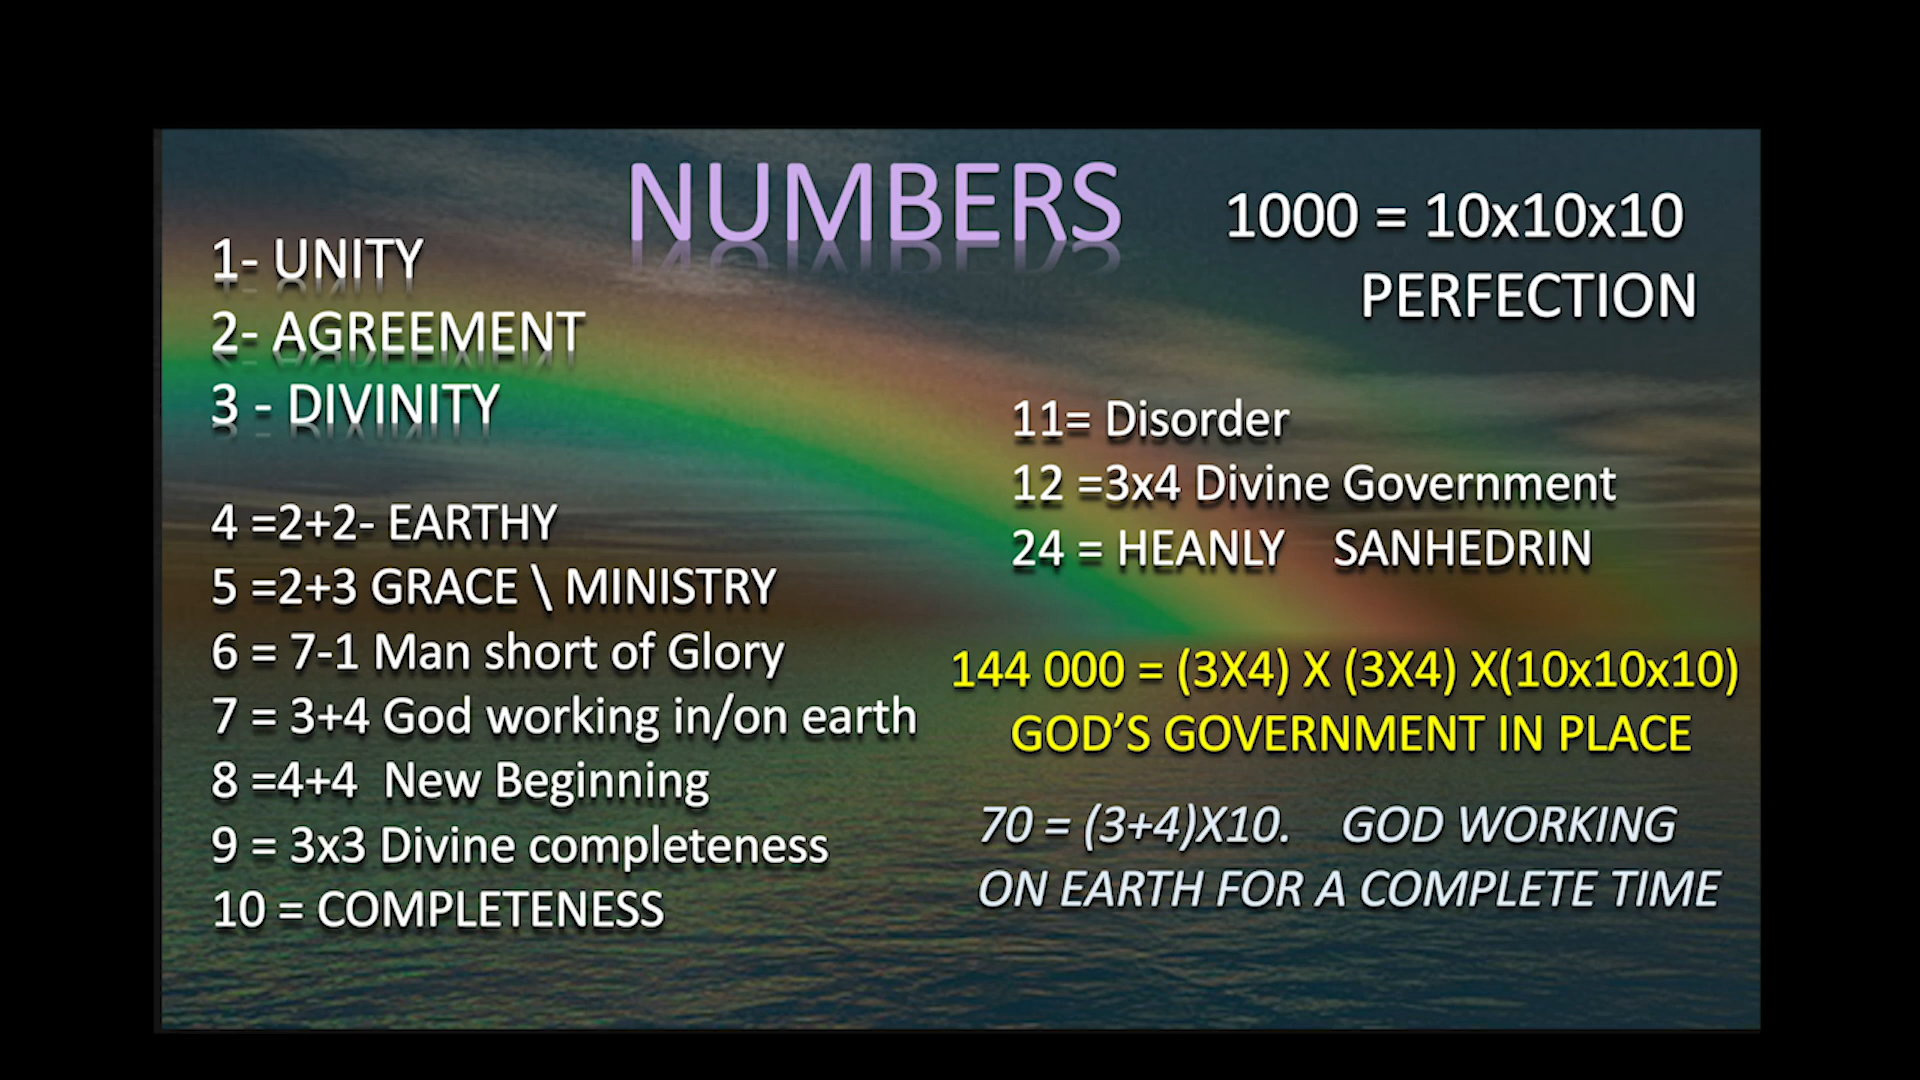 NUMBERS
1000 = 10x10x10
PERFECTION
1- UNITY
2- AGREEMENT
3 - DIVINITY
4 =2+2- EARTHY
5 =2+3 GRACE \ MINISTRY
6 = 7-1 Man short of Glory
7 = 3+4 God working in/on earth
8 =4+4 New Beginning
9 = 3x3 Divine completeness
10 = COMPLETENESS
11= Disorder
12 =3x4 Divine Government
24 = HEANLY SANHEDRIN
144 000 = (3X4) X (3X4) X(10x10x10)
GOD’S GOVERNMENT IN PLACE
70 = (3+4)X10. GOD WORKING
ON EARTH FOR A COMPLETE TIME